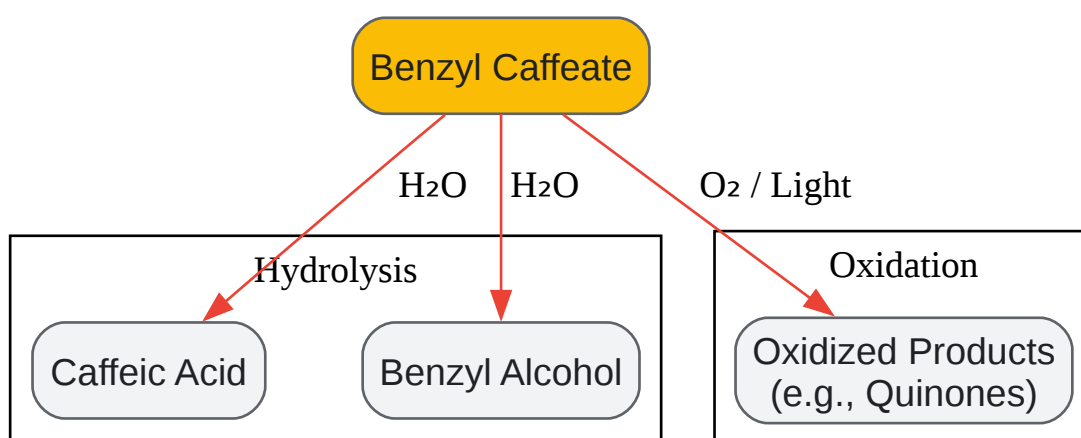 Benzyl Caffeate
H₂O
H₂O
O₂ / Light
Hydrolysis
Oxidation
Caffeic Acid
Benzyl Alcohol
Oxidized Products
(e.g., Quinones)